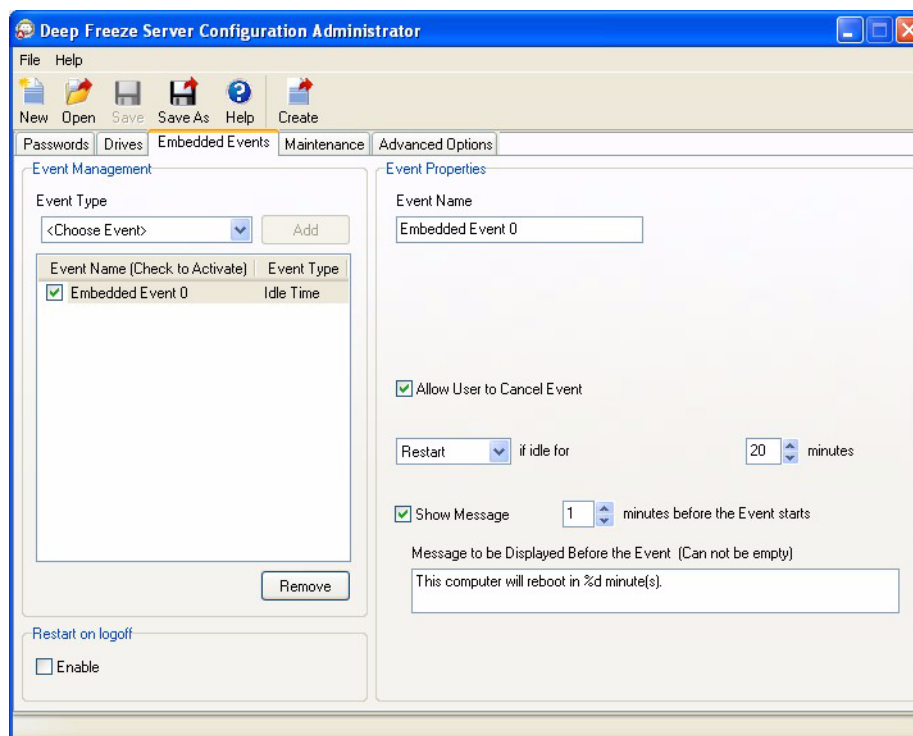 Deep Freeze Server Configuration Administrator
File Help
New Open Save Save As Help Create
Passwords Drives Embedded Events Maintenance Advanced Options
Event Management
Event Type
<Choose Event> Add
Event Name (Check to Activate) Event Type
Embedded Event 0 Idle Time
Remove
Restart on logoff
Enable
Event Properties
Event Name
Embedded Event 0
Allow User to Cancel Event
Restart if idle for 20 minutes
Show Message 1 minutes before the Event starts
Message to be Displayed Before the Event (Can not be empty)
This computer will reboot in %d minute(s).